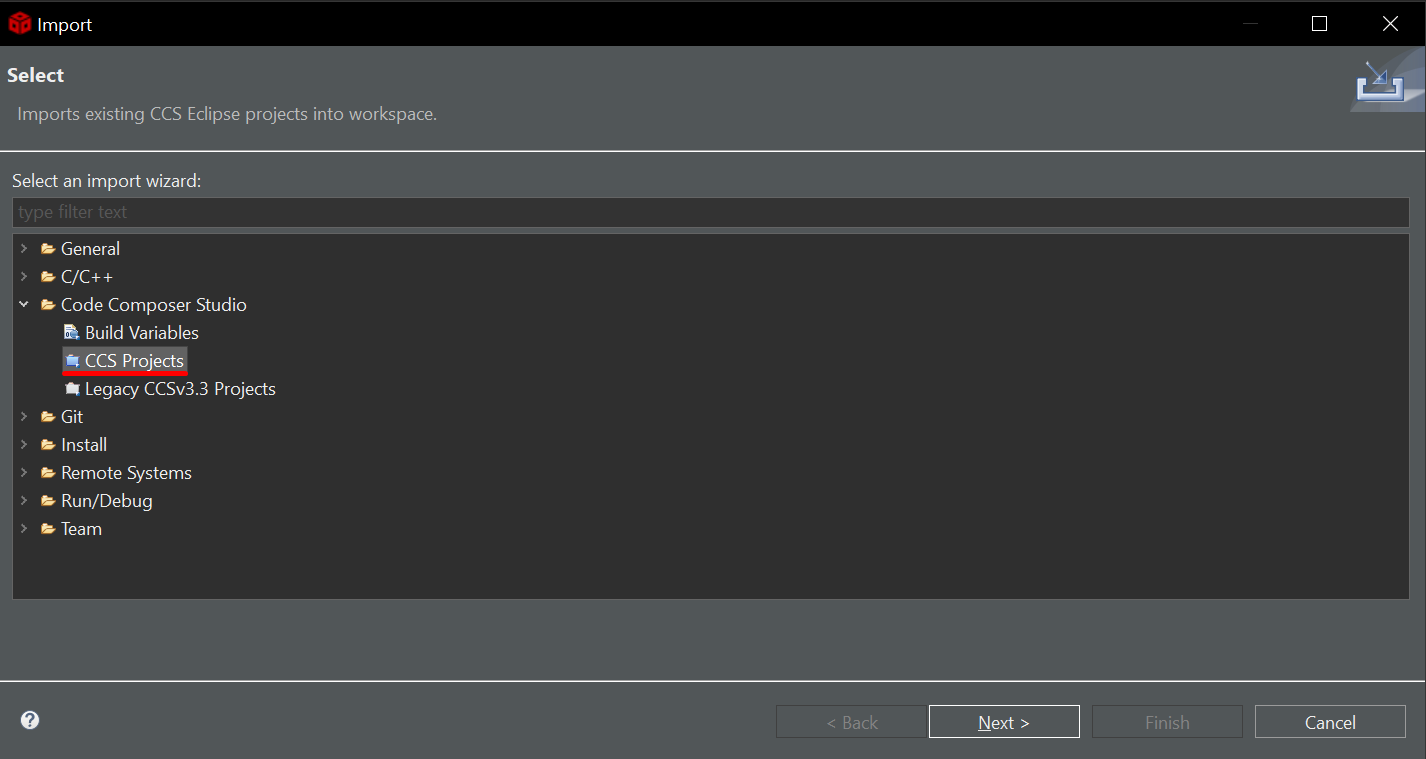 Import
Select
Imports existing CCS Eclipse projects into workspace.
Select an import wizard:
type filter text
General
C/C++
Code Composer Studio
Build Variables
CCS Projects
Legacy CCSv3.3 Projects
Git
Install
Remote Systems
Run/Debug
Team
< Back Next > Finish Cancel